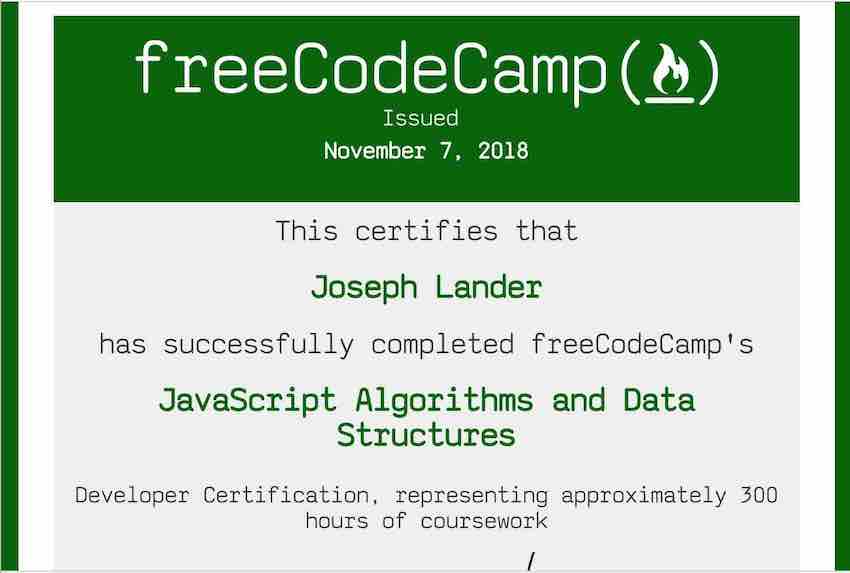 freeCodeCamp(🔥)
Issued
November 7, 2018
This certifies that
Joseph Lander
has successfully completed freeCodeCamp's
JavaScript Algorithms and Data
Structures
Developer Certification, representing approximately 300
hours of coursework